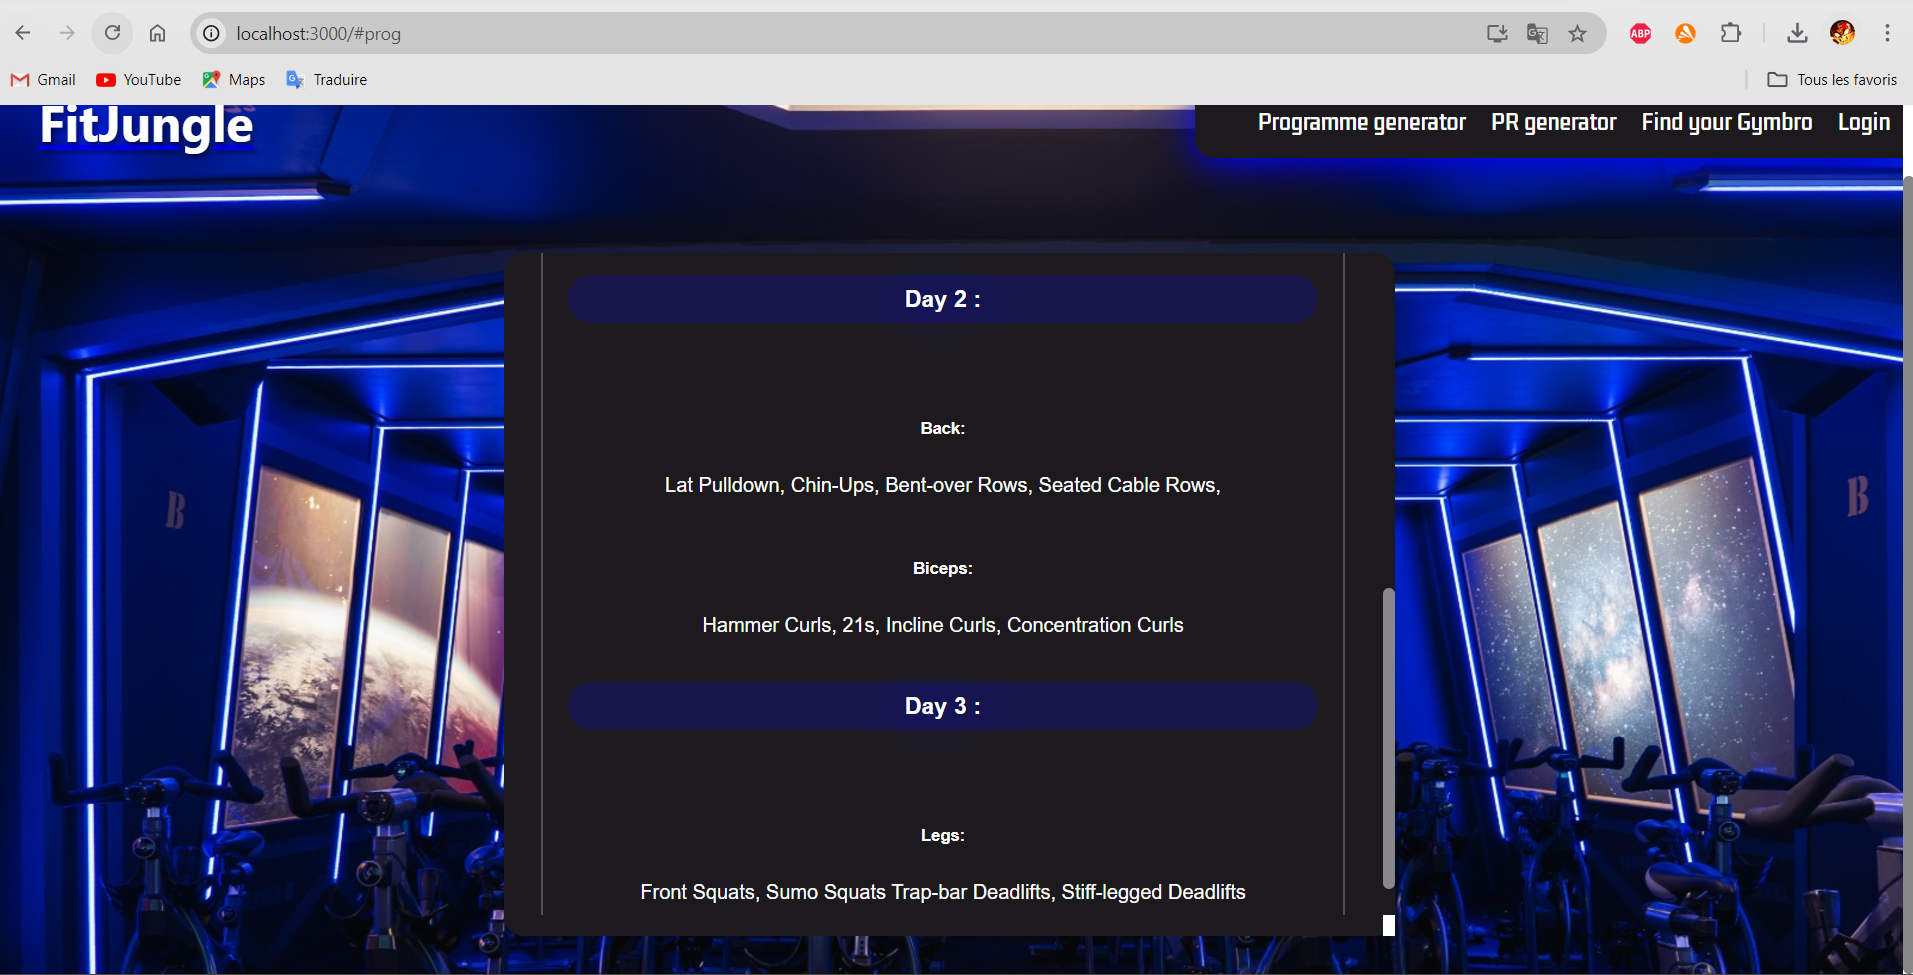 localhost:3000/#prog
ABP
Gmail
YouTube
Maps
Traduire
Tous les favoris
FitJungle
Programme generator
PR generator
Find your Gymbro
Login
Day 2 :
Back:
Lat Pulldown, Chin-Ups, Bent-over Rows, Seated Cable Rows,
B
B
Biceps:
Hammer Curls, 21s, Incline Curls, Concentration Curls
Day 3 :
Legs:
Front Squats, Sumo Squats Trap-bar Deadlifts, Stiff-legged Deadlifts